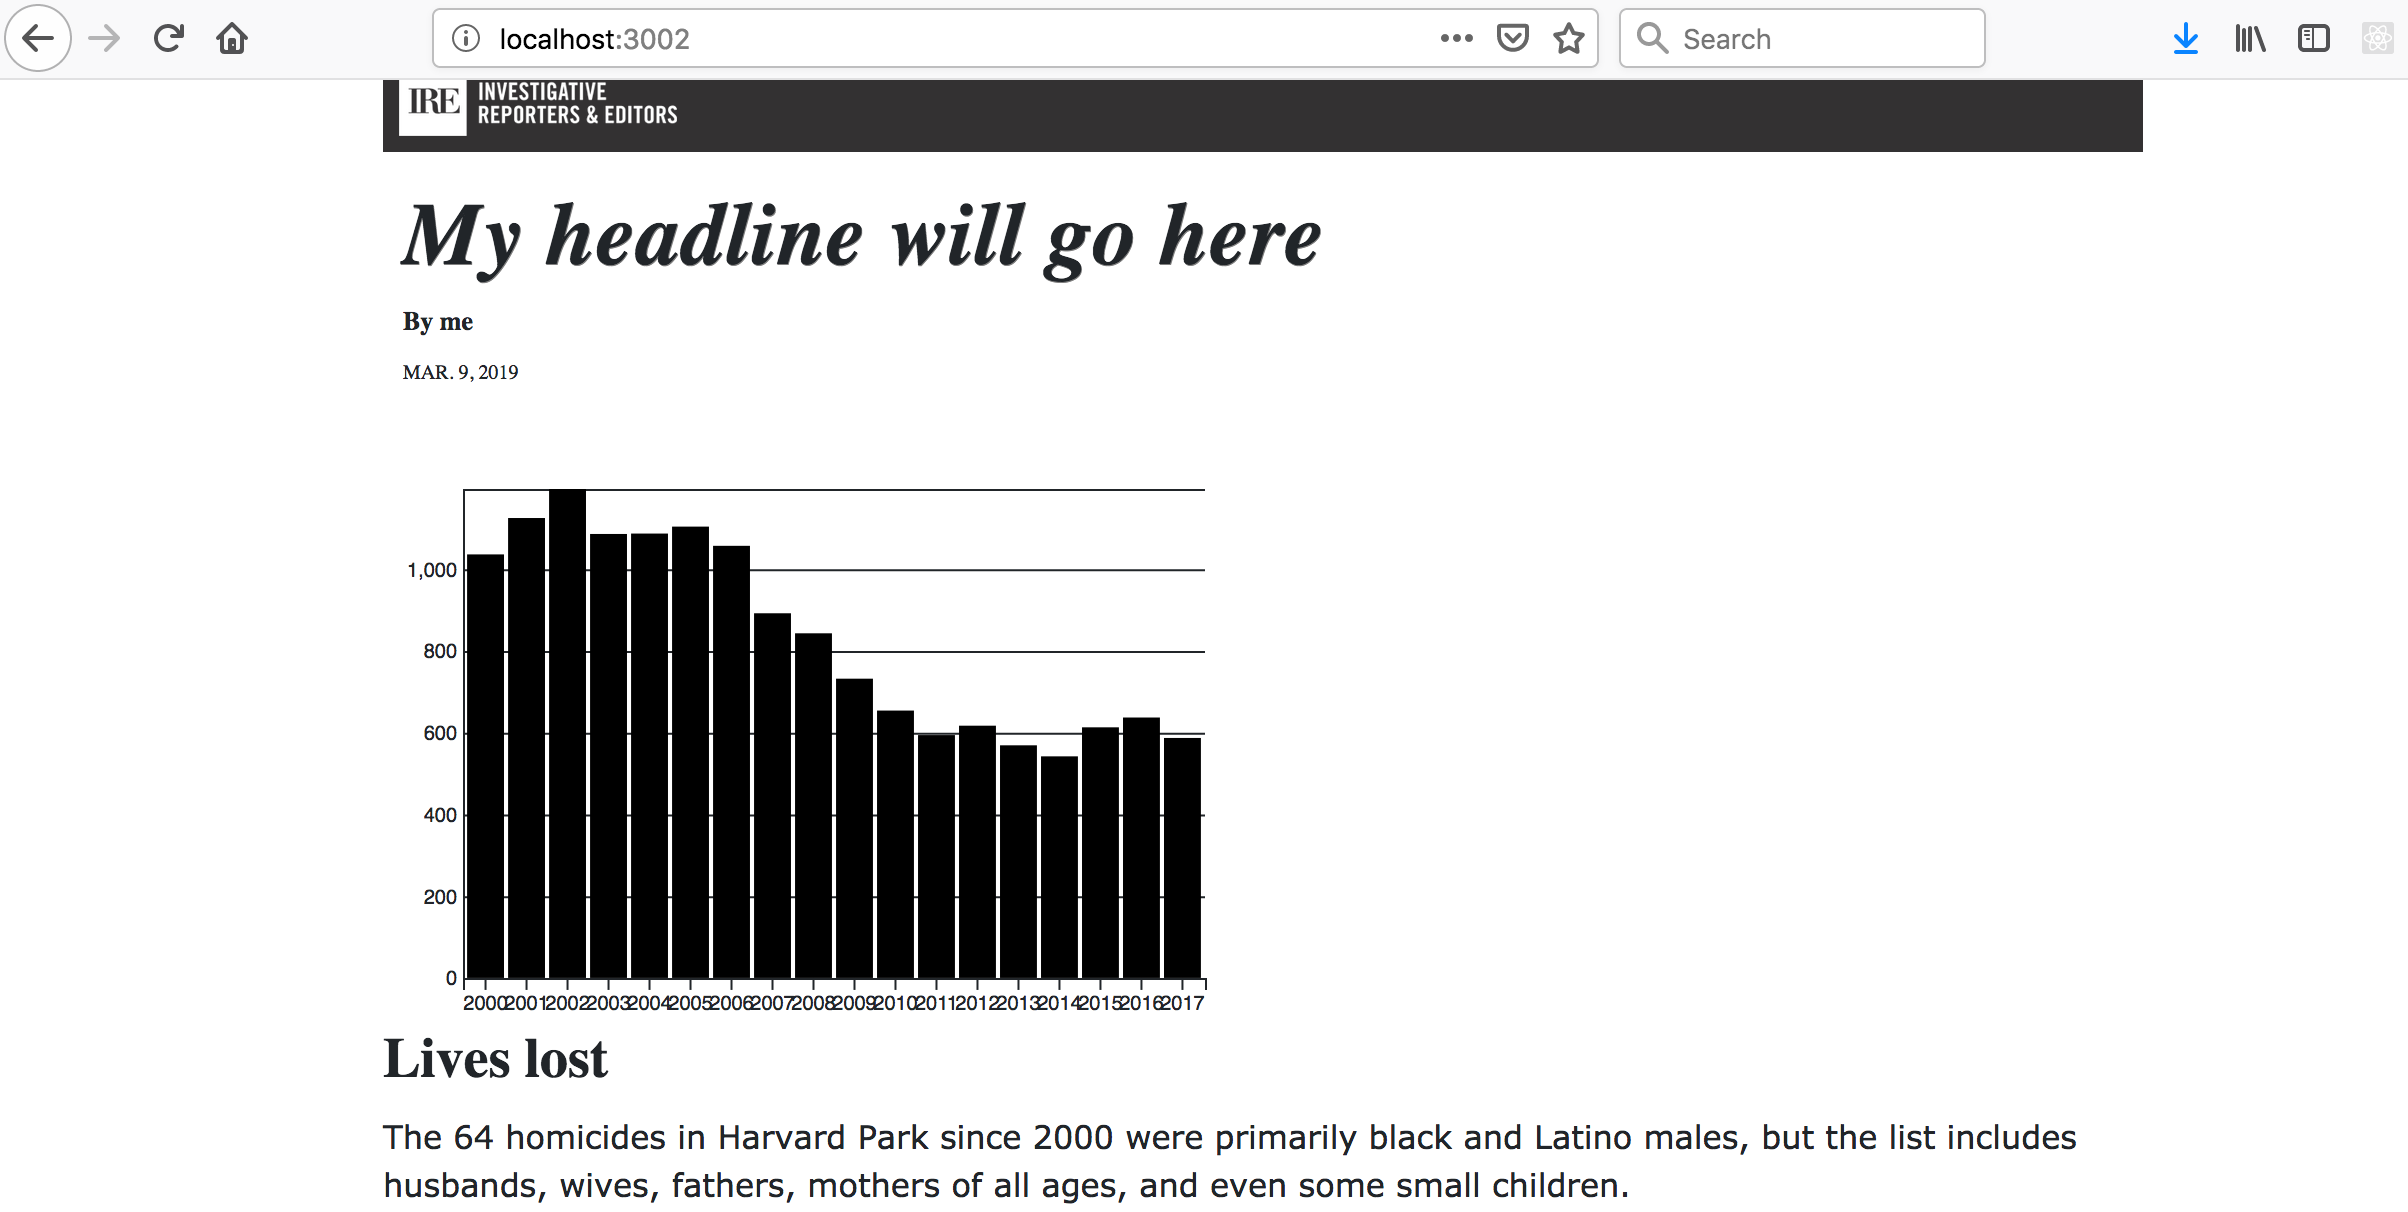 localhost:3002
Search
IRE
INVESTIGATIVE
REPORTERS & EDITORS
My headline will go here
By me
MAR. 9, 2019
1,000
800
600
400
200
0
2000 2001 2002 2003 2004 2005 2006 2007 2008 2009 2010 2011 2012 2013 2014 2015 2016 2017
Lives lost
The 64 homicides in Harvard Park since 2000 were primarily black and Latino males, but the list includes
husbands, wives, fathers, mothers of all ages, and even some small children.